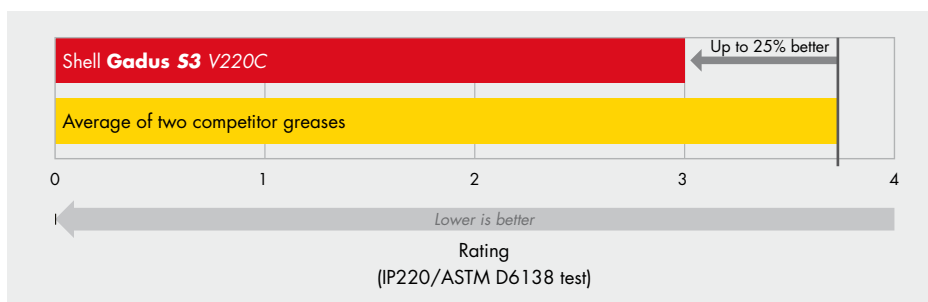 Up to 25% better
Shell Gadus S3 V220C
Average of two competitor greases
0 1 2 3 4
Lower is better
Rating
(IP220/ASTM D6138 test)